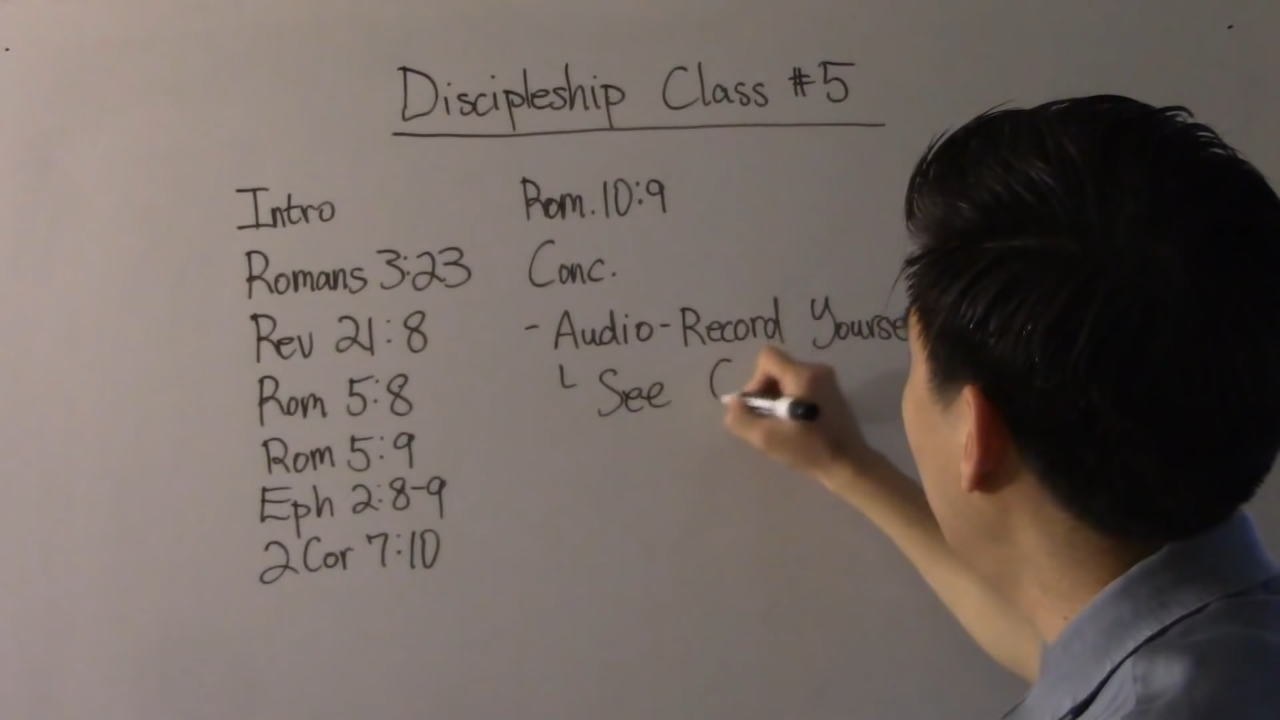 Discipleship Class #5
Intro
Romans 3:23
Rev 21:8
Rom 5:8
Rom 5:9
Eph 2:8-9
2 Cor 7:10
Rom. 10:9
Conc.
- Audio-Record Yourse
└ See C